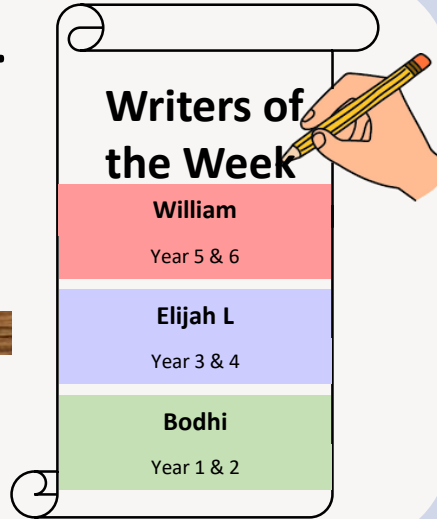 Writers of
the Week
William
Year 5 & 6
Elijah L
Year 3 & 4
Bodhi
Year 1 & 2